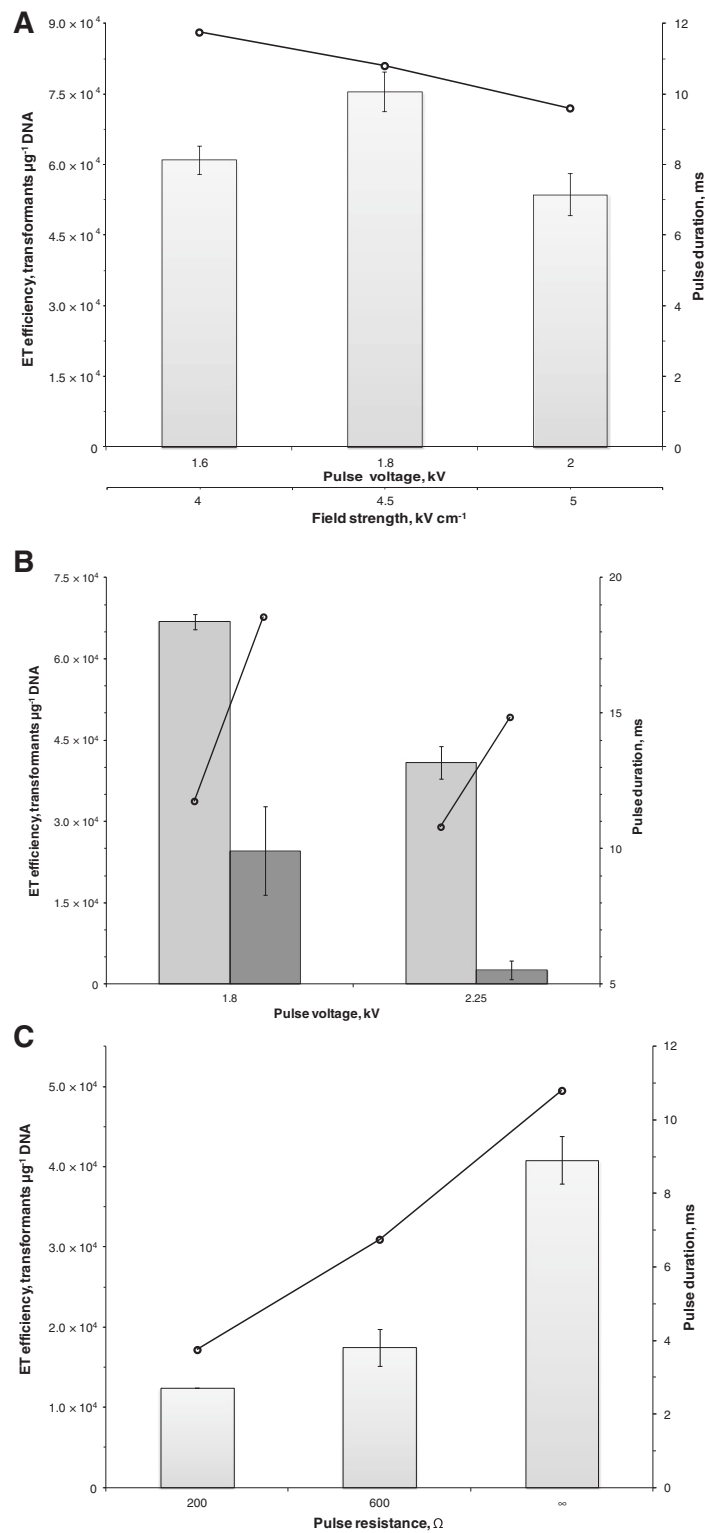 A
9.0 × 10⁴ 12
7.5 × 10⁴ 10
6.0 × 10⁴ 8
4.5 × 10⁴ 6
3.0 × 10⁴ 4
1.5 × 10⁴ 2
0 0
ET efficiency, transformants µg⁻¹ DNA
Pulse duration, ms
1.6 1.8 2
Pulse voltage, kV
4 4.5 5
Field strength, kV cm⁻¹
B
7.5 × 10⁴ 20
6.0 × 10⁴
15
4.5 × 10⁴
3.0 × 10⁴
10
1.5 × 10⁴
0 5
ET efficiency, transformants µg⁻¹ DNA
Pulse duration, ms
1.8 2.25
Pulse voltage, kV
C
12
5.0 × 10⁴
10
4.0 × 10⁴
8
3.0 × 10⁴
6
2.0 × 10⁴
4
1.0 × 10⁴
2
0 0
ET efficiency, transformants µg⁻¹ DNA
Pulse duration, ms
200 600 ∞
Pulse resistance, Ω